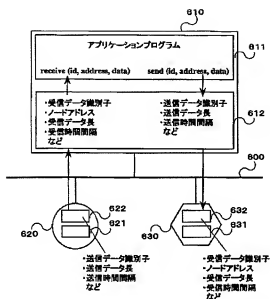 610
アプリケーションプログラム
611
receive (id, address, data)
send (id, address, data)
・受信データ識別子
・ノードアドレス
・受信データ長
・受信時間間隔
など
・送信データ識別子
・送信データ長
・送信時間間隔
など
612
600
622
621
620
632
631
630
・送信データ識別子
・送信データ長
・送信時間間隔
など
・受信データ識別子
・ノードアドレス
・受信データ長
・受信時間間隔
など